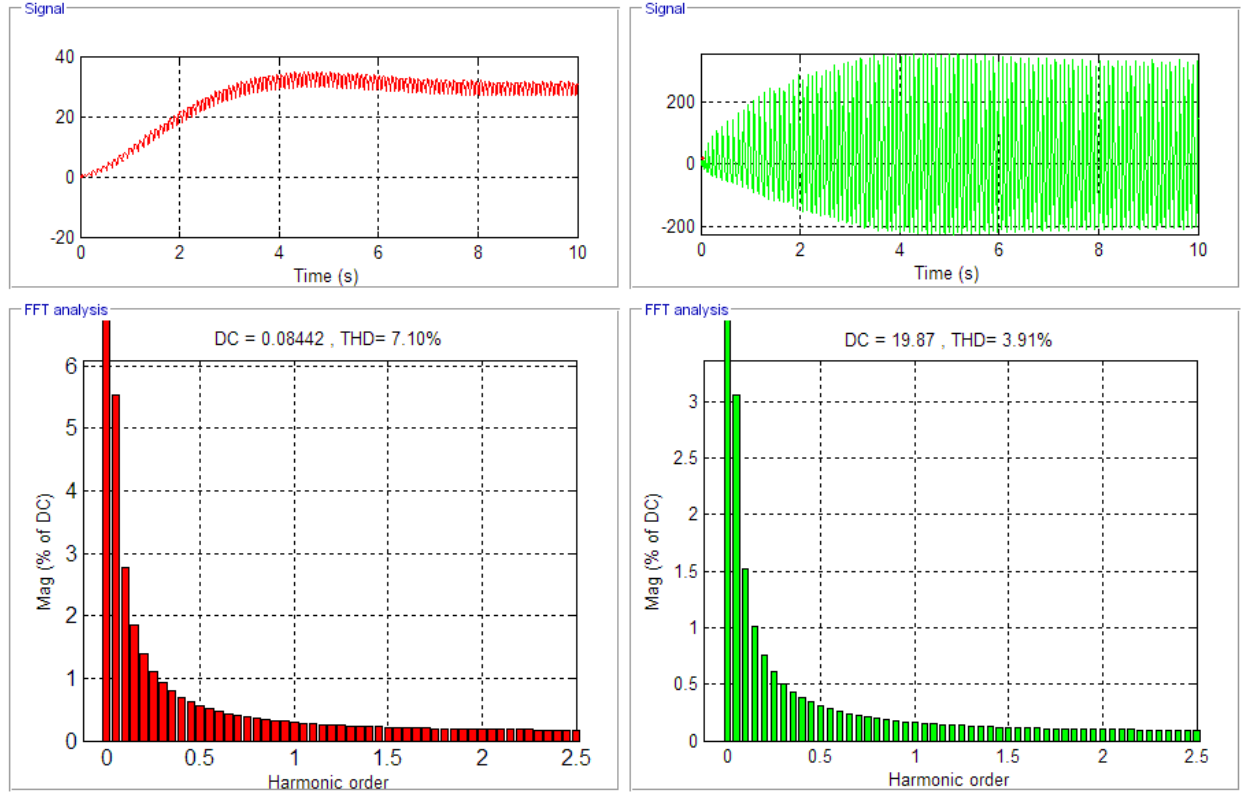 Signal
40
20
0
-20
0 2 4 6 8 10
Time (s)
Signal
200
0
-200
0 2 4 6 8 10
Time (s)
FFT analysis
DC = 0.08442 , THD= 7.10%
Mag (% of DC)
6
5
4
3
2
1
0
0 0.5 1 1.5 2 2.5
Harmonic order
FFT analysis
DC = 19.87 , THD= 3.91%
Mag (% of DC)
3
2.5
2
1.5
1
0.5
0
0 0.5 1 1.5 2 2.5
Harmonic order